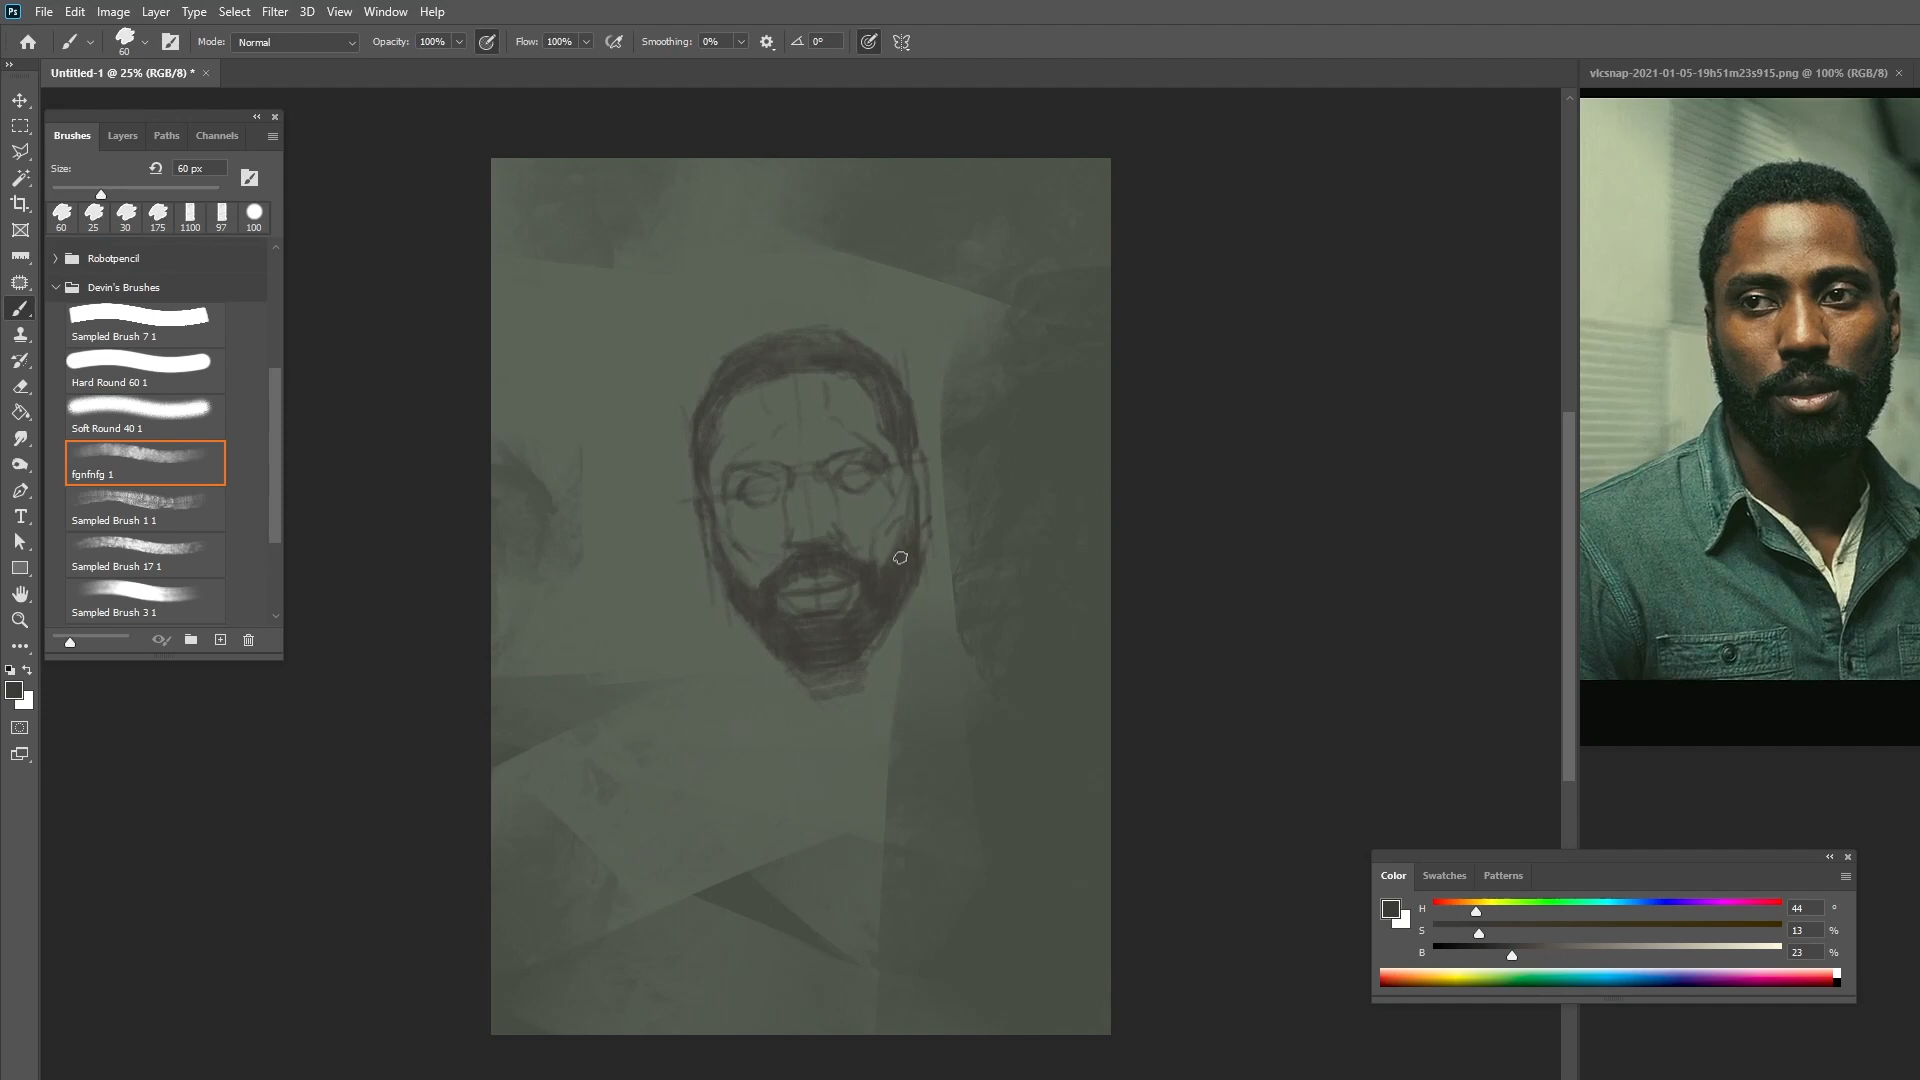 Ps File Edit Image Layer Type Select Filter 3D View Window Help
60 Mode: Normal Opacity: 100% Flow: 100% Smoothing: 0% 0°
Untitled-1 @ 25% (RGB/8) * ×
vlcsnap-2021-01-05-19h51m23s915.png @ 100% (RGB/8) ×
Brushes Layers Paths Channels
Size: 60 px
60 25 30 175 1100 97 100
Robotpencil
Devin's Brushes
Sampled Brush 7 1
Hard Round 60 1
Soft Round 40 1
fgnfnfg 1
Sampled Brush 1 1
Sampled Brush 17 1
Sampled Brush 3 1
T
Color Swatches Patterns
H 44 °
S 13 %
B 23 %